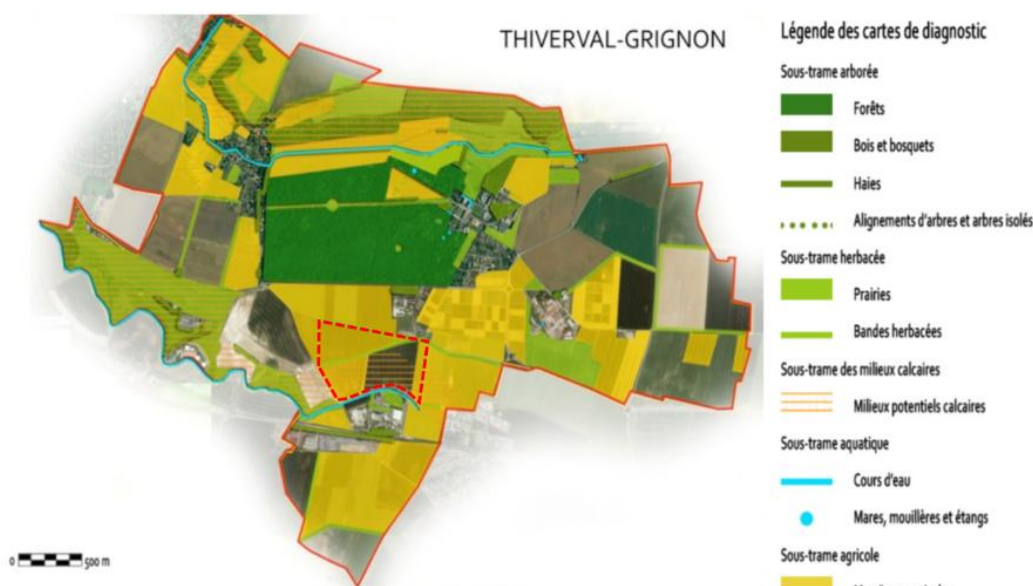 THIVERVAL-GRIGNON
0 500 m
Légende des cartes de diagnostic
Sous-trame arborée
Forêts
Bois et bosquets
Haies
Alignements d'arbres et arbres isolés
Sous-trame herbacée
Prairies
Bandes herbacées
Sous-trame des milieux calcaires
Milieux potentiels calcaires
Sous-trame aquatique
Cours d'eau
Mares, mouillères et étangs
Sous-trame agricole